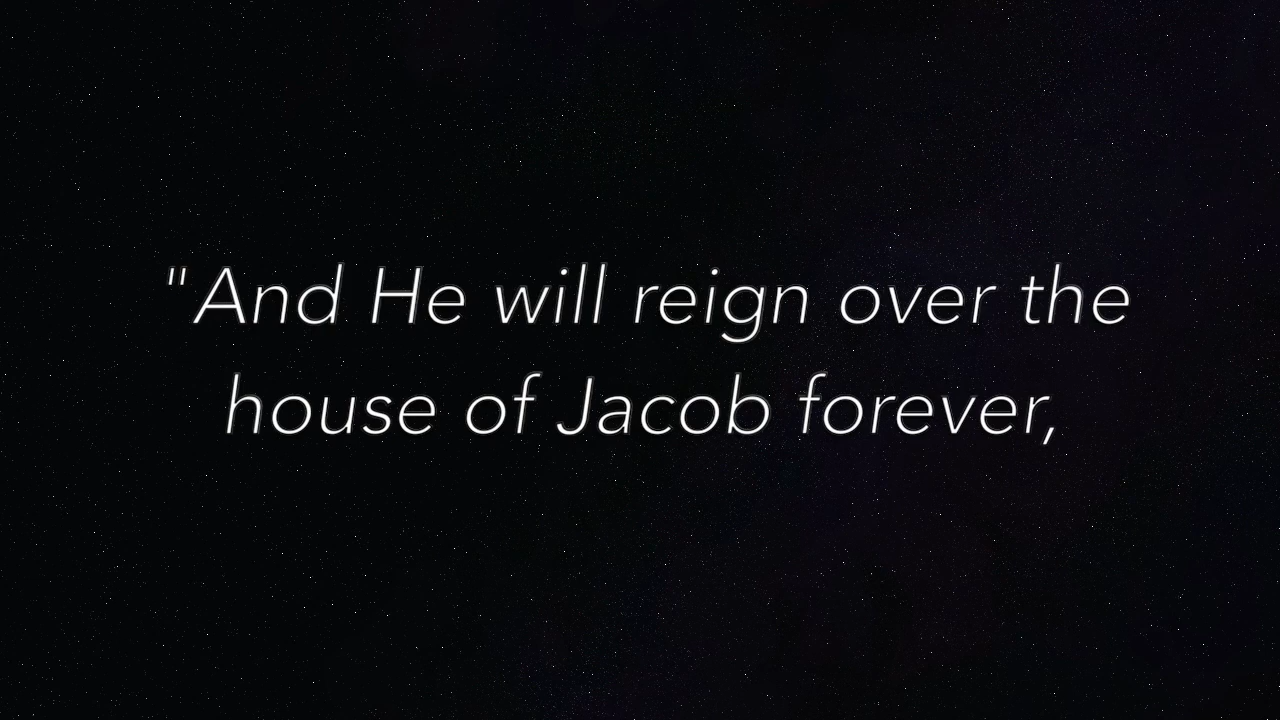 "And He will reign over the
house of Jacob forever,